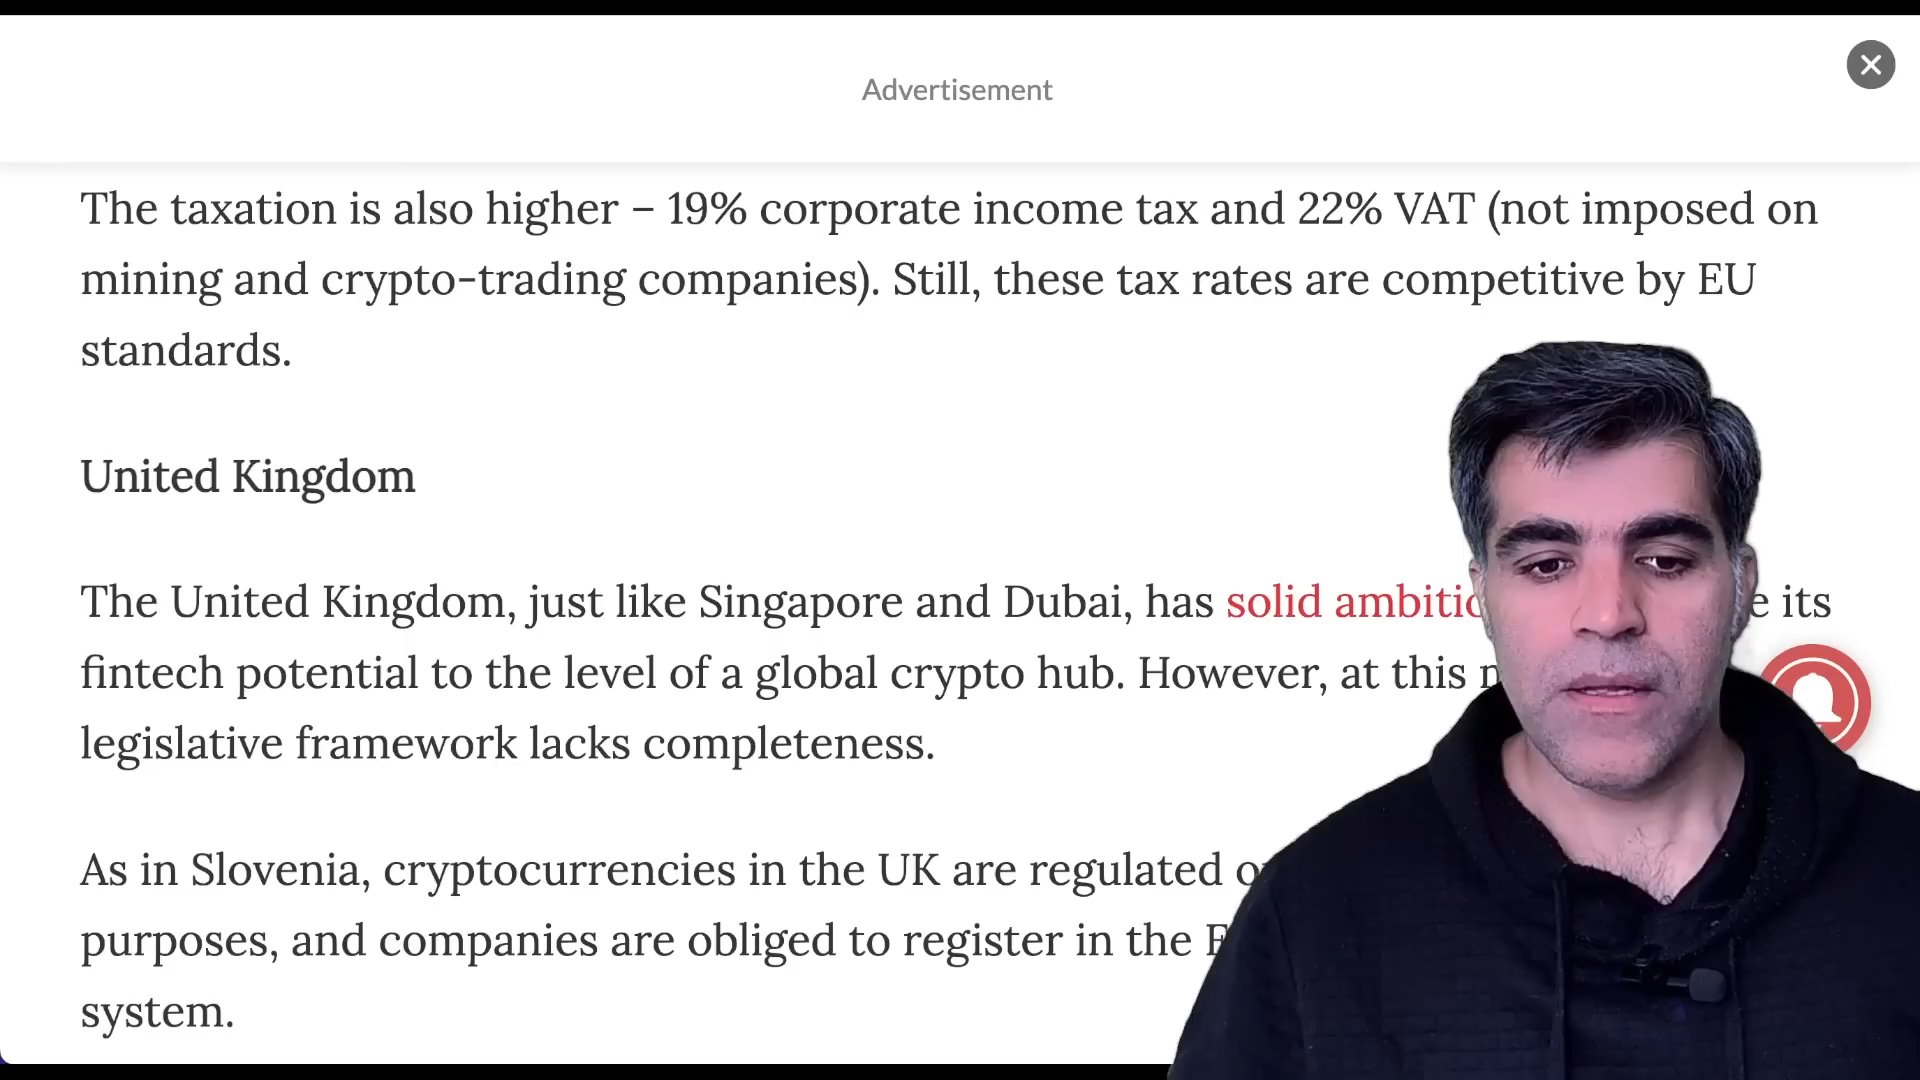 Advertisement
The taxation is also higher – 19% corporate income tax and 22% VAT (not imposed on
mining and crypto-trading companies). Still, these tax rates are competitive by EU
standards.
United Kingdom
The United Kingdom, just like Singapore and Dubai, has solid its
fintech potential to the level of a global crypto hub. However, at this
legislative framework lacks completeness.
As in Slovenia, cryptocurrencies in the UK are regulated
purposes, and companies are obliged to register in the
system.